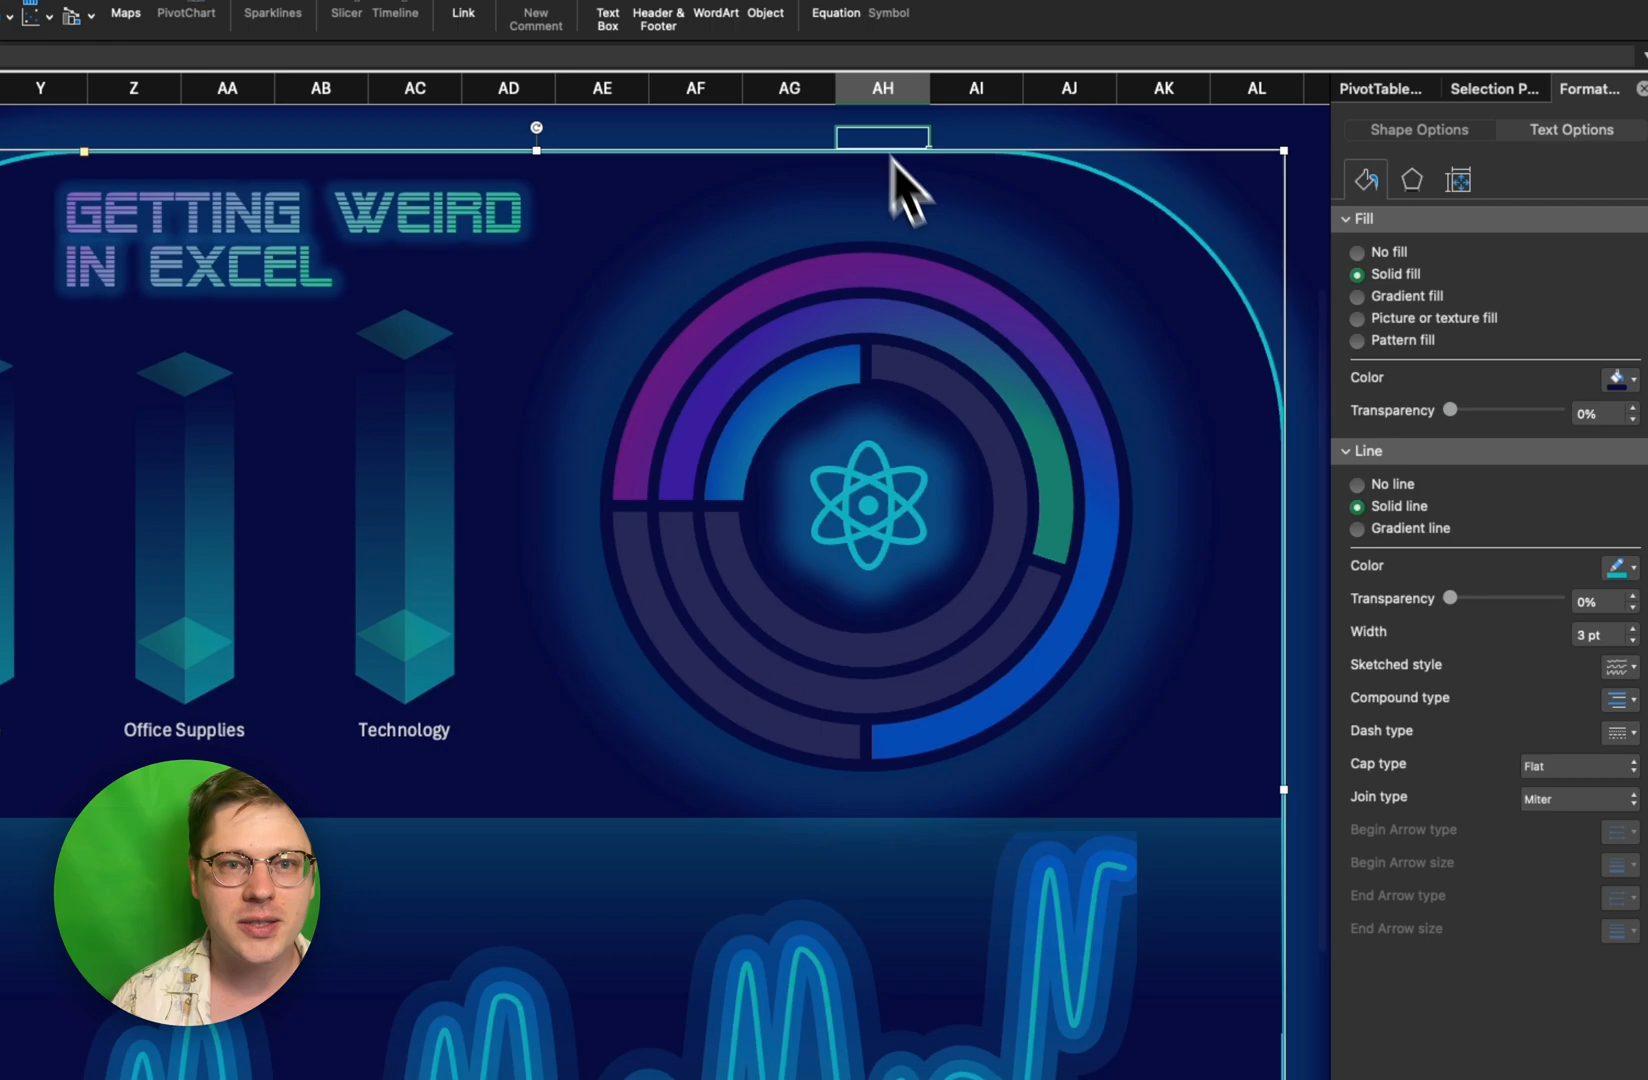 Maps
PivotChart
Sparklines
Slicer
Timeline
Link
New
Comment
Text
Box
Header &
Footer
WordArt
Object
Equation
Symbol
Y Z AA AB AC AD AE AF AG AH AI AJ AK AL
PivotTable...
Selection P...
Format...
Shape Options
Text Options
GETTING WEIRD
IN EXCEL
Office Supplies
Technology
Fill
No fill
Solid fill
Gradient fill
Picture or texture fill
Pattern fill
Color
Transparency 0%
Line
No line
Solid line
Gradient line
Color
Transparency 0%
Width 3 pt
Sketched style
Compound type
Dash type
Cap type Flat
Join type Miter
Begin Arrow type
Begin Arrow size
End Arrow type
End Arrow size